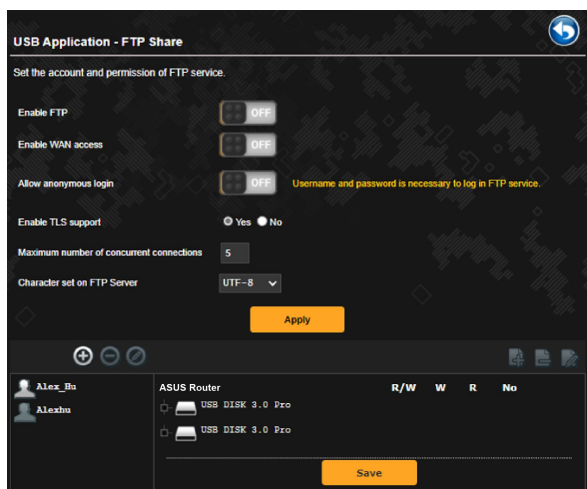 USB Application - FTP Share
Set the account and permission of FTP service.
Enable FTP OFF
Enable WAN access OFF
Allow anonymous login OFF Username and password is necessary to log in FTP service.
Enable TLS support Yes No
Maximum number of concurrent connections 5
Character set on FTP Server UTF-8
Apply
Alex_Hu ASUS Router R/W W R No
Alexhu USB DISK 3.0 Pro
USB DISK 3.0 Pro
Save